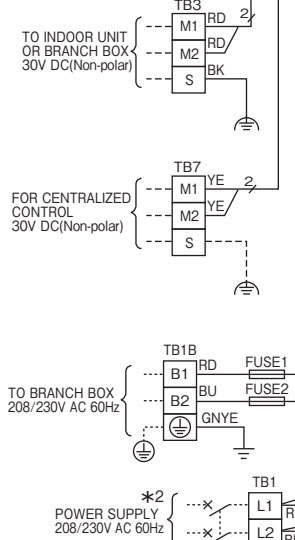 TB3
TO INDOOR UNIT
OR BRANCH BOX
30V DC(Non-polar)
M1 RD 2
M2 RD
S BK
TB7
FOR CENTRALIZED
CONTROL
30V DC(Non-polar)
M1 YE 2
M2 YE
S
TB1B
TO BRANCH BOX
208/230V AC 60Hz
B1 RD FUSE1
B2 BU FUSE2
GNYE
TB1
*2
POWER SUPPLY
208/230V AC 60Hz
L1
L2